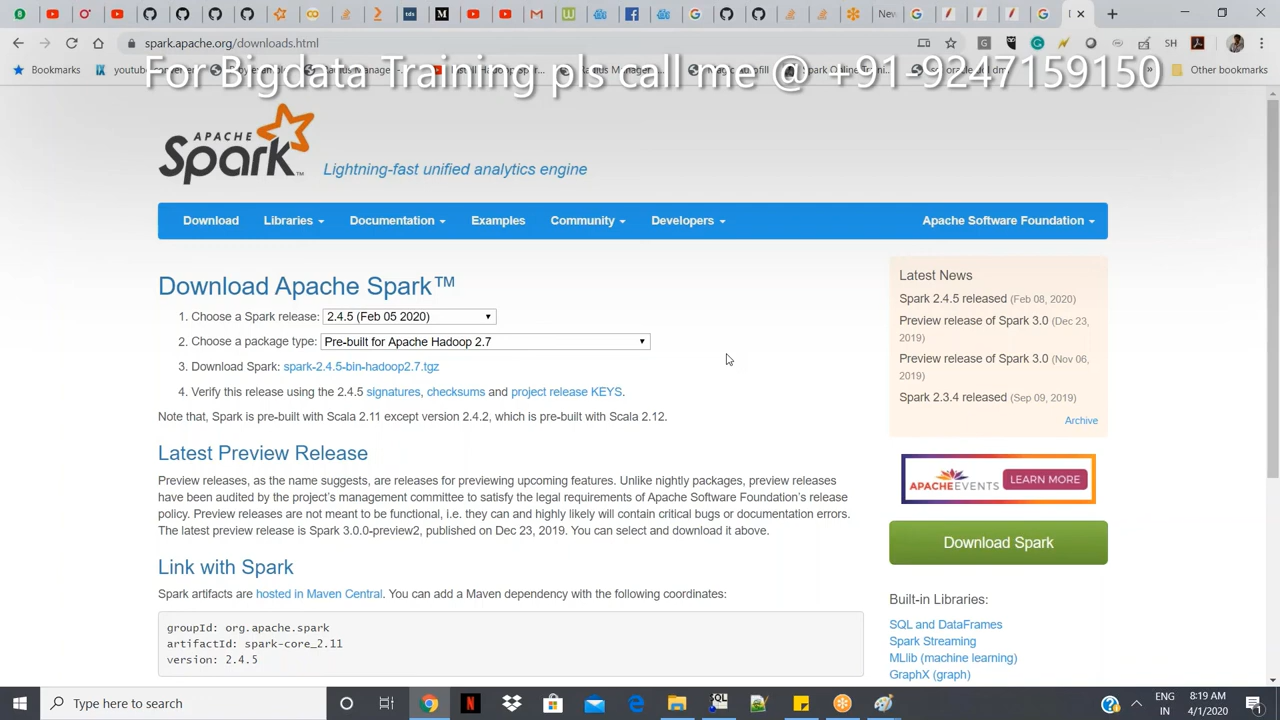 tds
M
W
New
spark.apache.org/downloads.html
G
SH
Bookmarks
Other bookmarks
For Bigdata Training pls call me @ +91-9247159150
APACHE
Spark™
Lightning-fast unified analytics engine
Download Libraries Documentation Examples Community Developers Apache Software Foundation
Download Apache Spark™
1. Choose a Spark release: 2.4.5 (Feb 05 2020)
2. Choose a package type: Pre-built for Apache Hadoop 2.7
3. Download Spark: spark-2.4.5-bin-hadoop2.7.tgz
4. Verify this release using the 2.4.5 signatures, checksums and project release KEYS.
Note that, Spark is pre-built with Scala 2.11 except version 2.4.2, which is pre-built with Scala 2.12.
Latest Preview Release
Preview releases, as the name suggests, are releases for previewing upcoming features. Unlike nightly packages, preview releases
have been audited by the project's management committee to satisfy the legal requirements of Apache Software Foundation's release
policy. Preview releases are not meant to be functional, i.e. they can and highly likely will contain critical bugs or documentation errors.
The latest preview release is Spark 3.0.0-preview2, published on Dec 23, 2019. You can select and download it above.
Link with Spark
Spark artifacts are hosted in Maven Central. You can add a Maven dependency with the following coordinates:
groupId: org.apache.spark
artifactId: spark-core_2.11
version: 2.4.5
Latest News
Spark 2.4.5 released (Feb 08, 2020)
Preview release of Spark 3.0 (Dec 23,
2019)
Preview release of Spark 3.0 (Nov 06,
2019)
Spark 2.3.4 released (Sep 09, 2019)
Archive
APACHEEVENTS LEARN MORE
Download Spark
Built-in Libraries:
SQL and DataFrames
Spark Streaming
MLlib (machine learning)
GraphX (graph)
Type here to search
ENG
IN
8:19 AM
4/1/2020